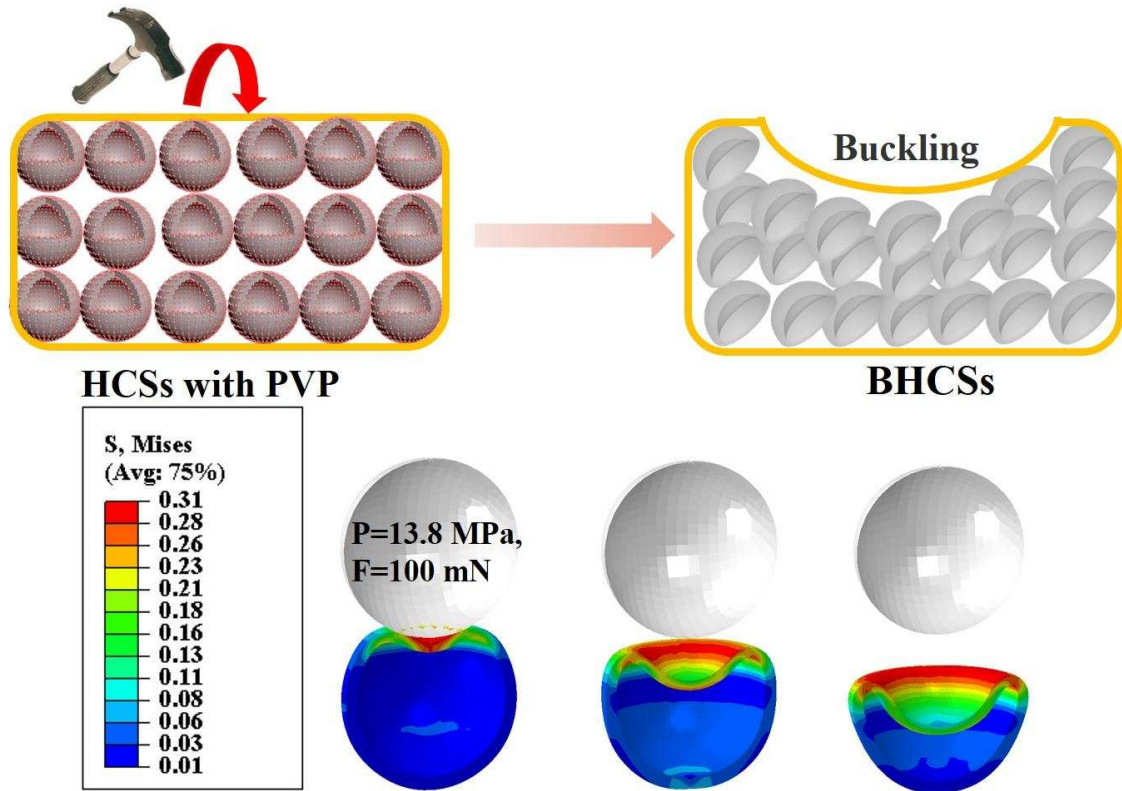 Buckling
HCSs with PVP
BHCSs
S, Mises
(Avg: 75%)
0.31
0.28
0.26
0.23
0.21
0.18
0.16
0.13
0.11
0.08
0.06
0.03
0.01
P=13.8 MPa,
F=100 mN